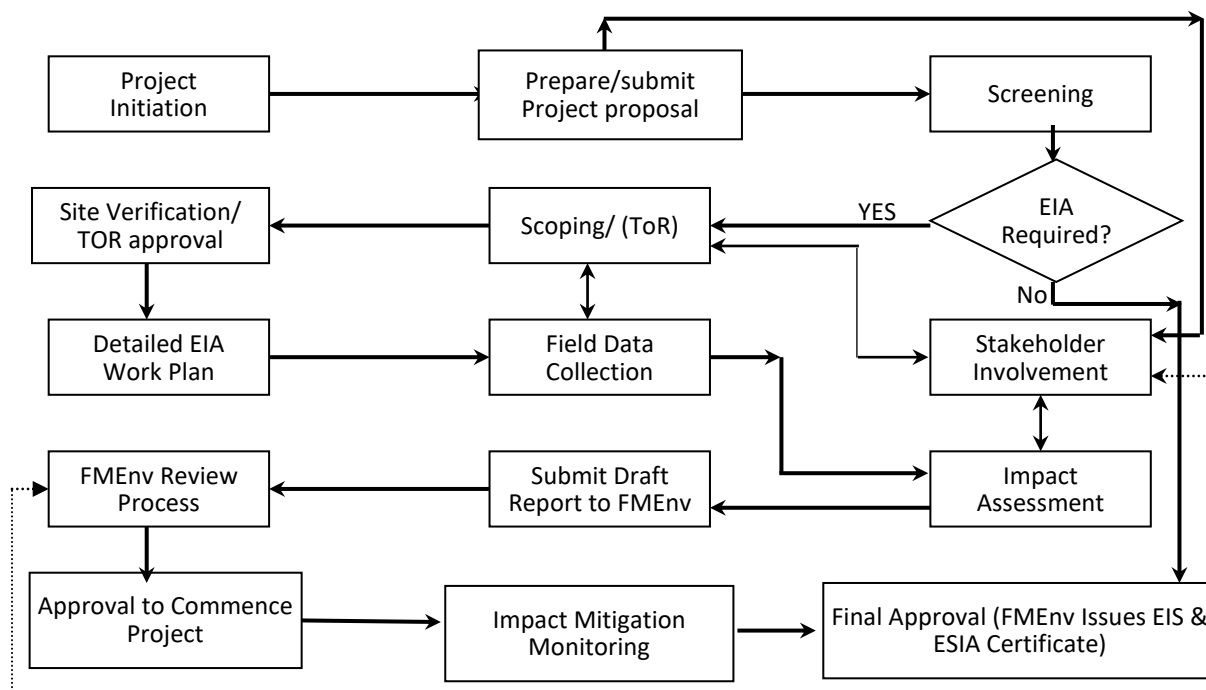 Project
Initiation
Prepare/submit
Project proposal
Screening
Site Verification/
TOR approval
Scoping/ (ToR)
YES
EIA
Required?
No
Detailed EIA
Work Plan
Field Data
Collection
Stakeholder
Involvement
FMEnv Review
Process
Submit Draft
Report to FMEnv
Impact
Assessment
Approval to Commence
Project
Impact Mitigation
Monitoring
Final Approval (FMEnv Issues EIS &
ESIA Certificate)